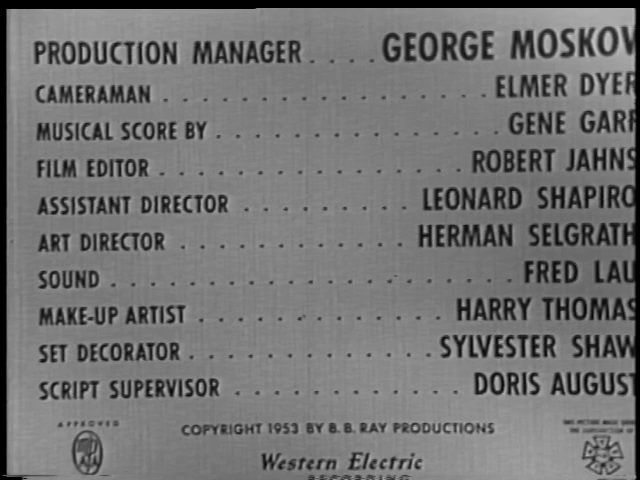 PRODUCTION MANAGER . . . . GEORGE MOSKOV
CAMERAMAN . . . . . . . . . . . . . . . . . ELMER DYER
MUSICAL SCORE BY . . . . . . . . . . . . . . GENE GARF
FILM EDITOR . . . . . . . . . . . . . . . . ROBERT JAHNS
ASSISTANT DIRECTOR . . . . . . . . . LEONARD SHAPIRO
ART DIRECTOR . . . . . . . . . . . . HERMAN SELGRATH
SOUND . . . . . . . . . . . . . . . . . . . . FRED LAU
MAKE-UP ARTIST . . . . . . . . . . . . HARRY THOMAS
SET DECORATOR . . . . . . . . . . . . SYLVESTER SHAW
SCRIPT SUPERVISOR . . . . . . . . . . . DORIS AUGUST
APPROVED
COPYRIGHT 1953 BY B. B. RAY PRODUCTIONS
Western Electric
RECORDING